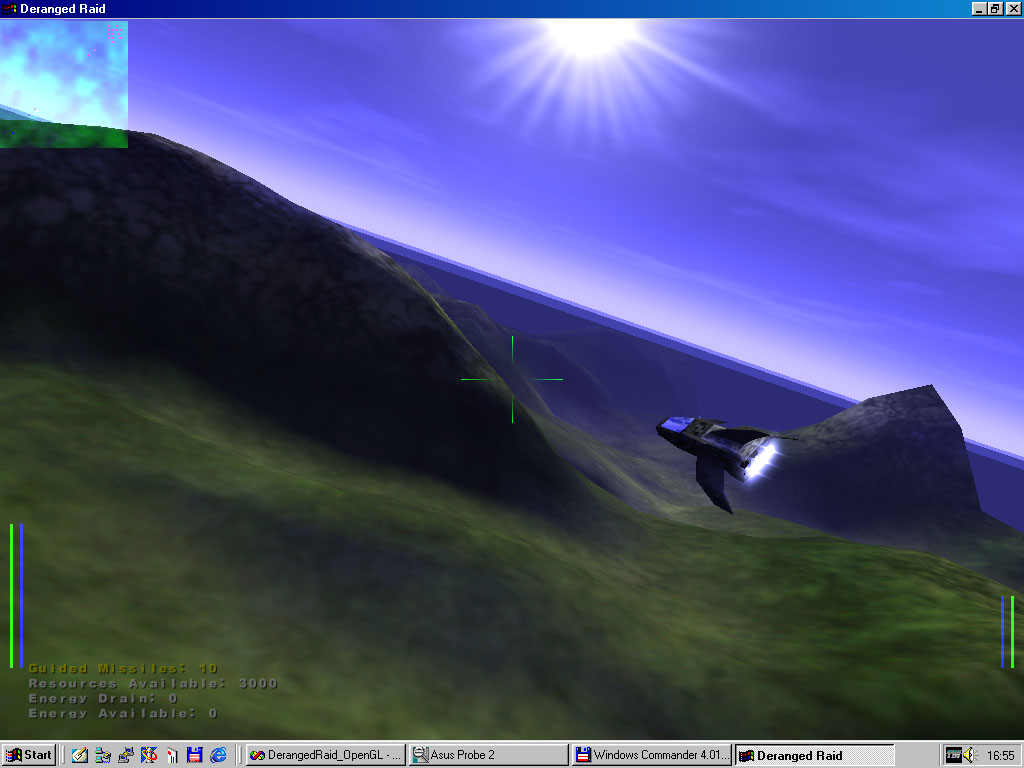 Deranged Raid
Guided Missiles: 10
Resources Available: 3000
Energy Drain: 0
Energy Available: 0
Start DerangedRaid_OpenGL - ... Asus Probe 2 Windows Commander 4.01... Deranged Raid 16:55